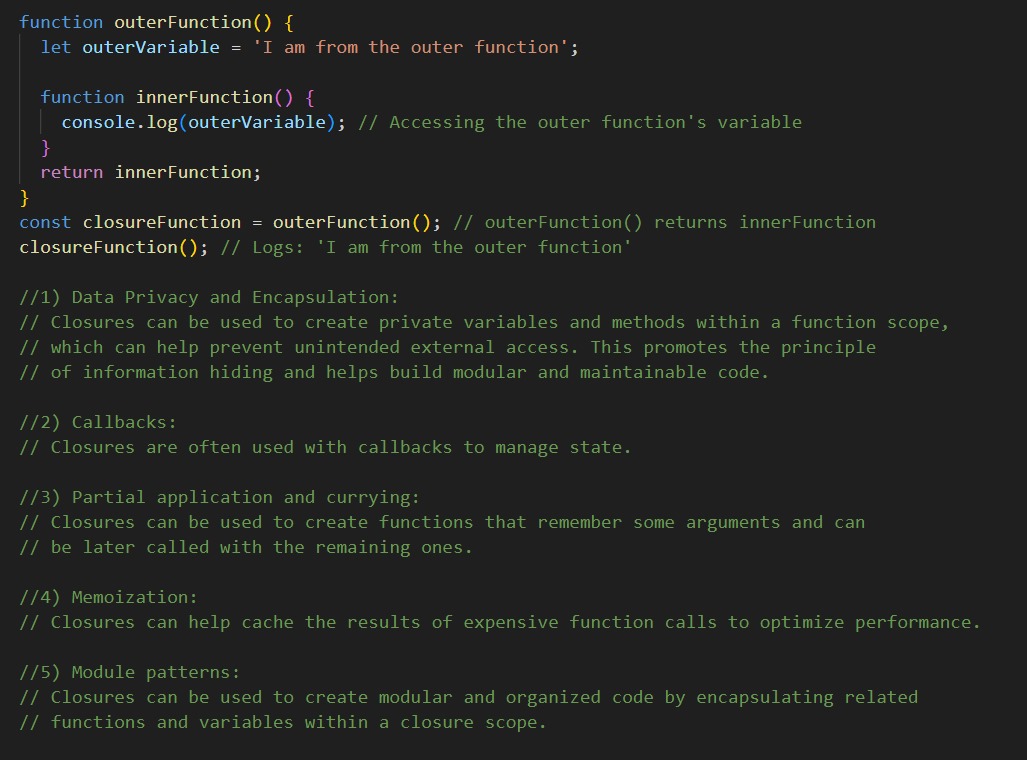 function outerFunction() {
let outerVariable = 'I am from the outer function';
function innerFunction() {
console.log(outerVariable); // Accessing the outer function's variable
}
return innerFunction;
}
const closureFunction = outerFunction(); // outerFunction() returns innerFunction
closureFunction(); // Logs: 'I am from the outer function'
//1) Data Privacy and Encapsulation:
// Closures can be used to create private variables and methods within a function scope,
// which can help prevent unintended external access. This promotes the principle
// of information hiding and helps build modular and maintainable code.
//2) Callbacks:
// Closures are often used with callbacks to manage state.
//3) Partial application and currying:
// Closures can be used to create functions that remember some arguments and can
// be later called with the remaining ones.
//4) Memoization:
// Closures can help cache the results of expensive function calls to optimize performance.
//5) Module patterns:
// Closures can be used to create modular and organized code by encapsulating related
// functions and variables within a closure scope.